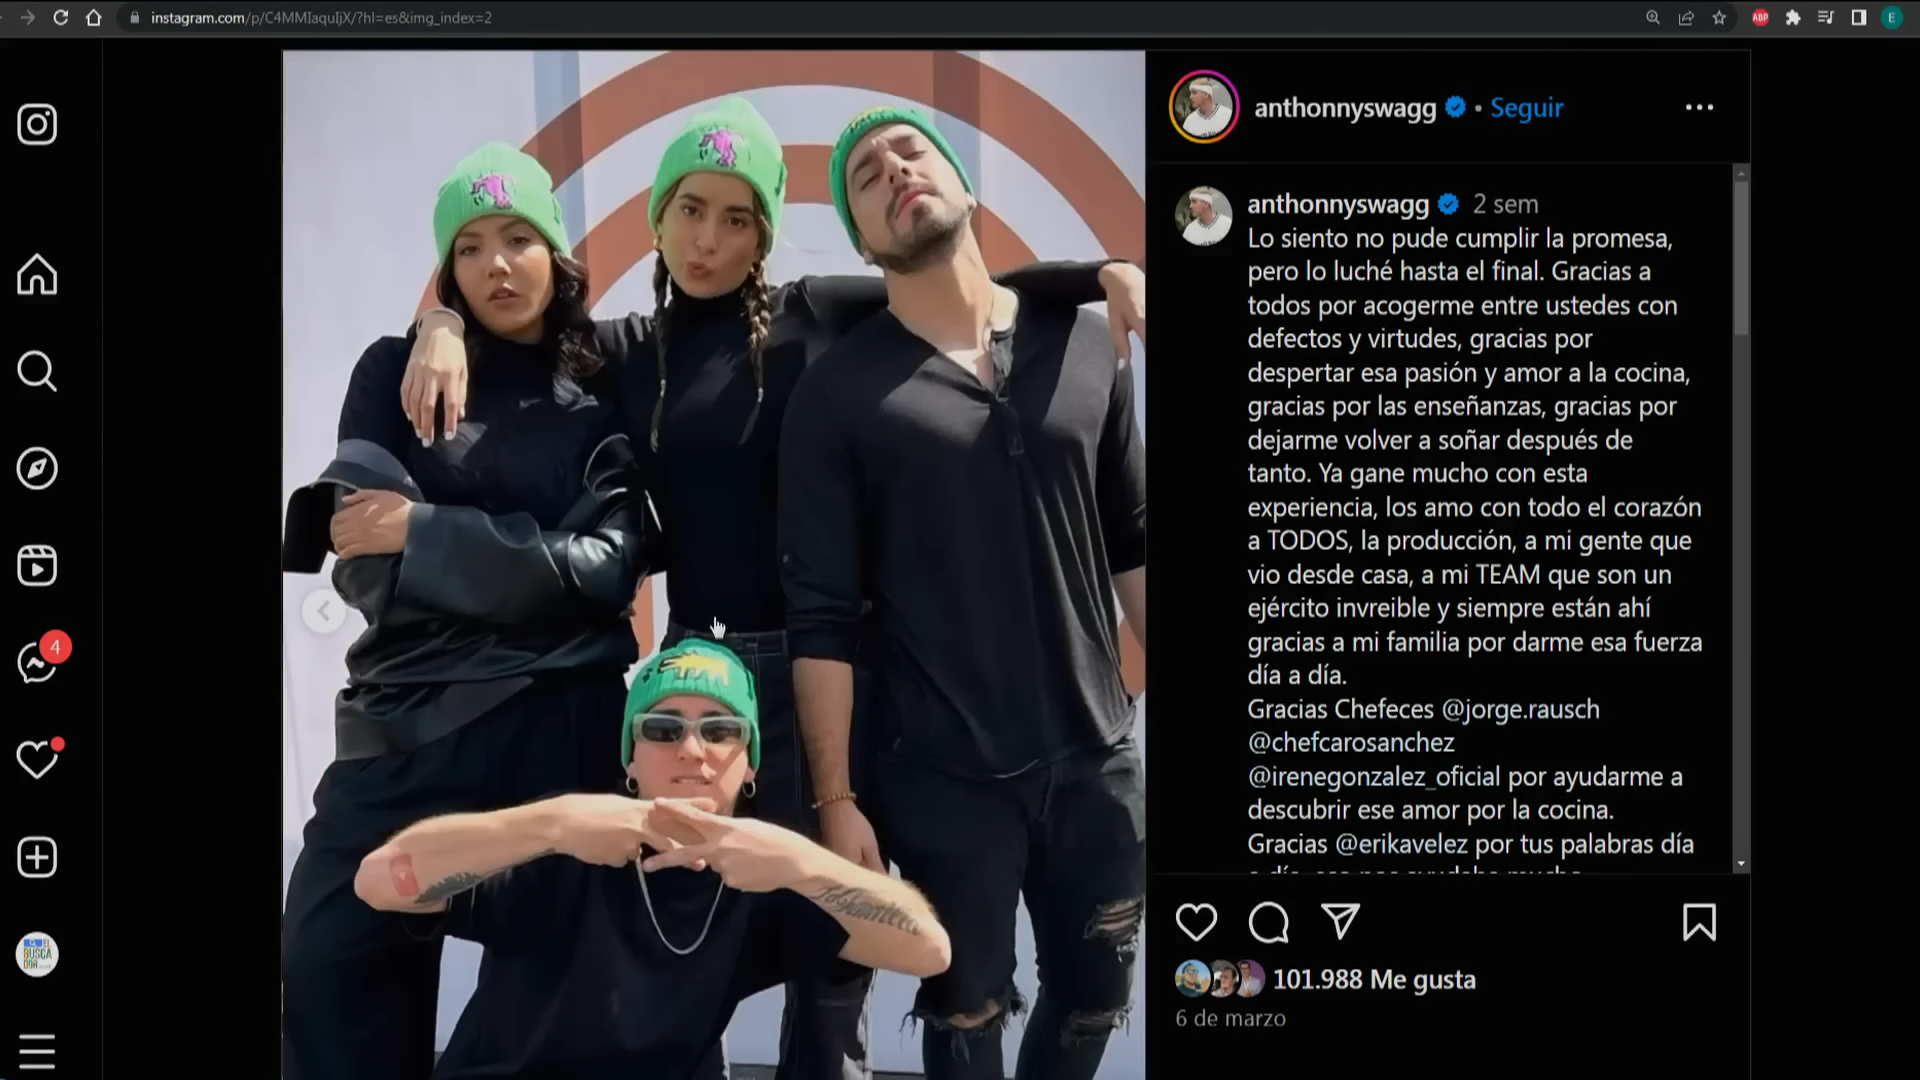 instagram.com/p/C4MMIaquIjX/?hl=es&img_index=2
ABP
E
anthonnyswagg • Seguir
anthonnyswagg 2 sem
Lo siento no pude cumplir la promesa,
pero lo luché hasta el final. Gracias a
todos por acogerme entre ustedes con
defectos y virtudes, gracias por
despertar esa pasión y amor a la cocina,
gracias por las enseñanzas, gracias por
dejarme volver a soñar después de
tanto. Ya gane mucho con esta
experiencia, los amo con todo el corazón
a TODOS, la producción, a mi gente que
vio desde casa, a mi TEAM que son un
ejército invreible y siempre están ahí
gracias a mi familia por darme esa fuerza
día a día.
Gracias Chefeces @jorge.rausch
@chefcarosanchez
@irenegonzalez_oficial por ayudarme a
descubrir ese amor por la cocina.
Gracias @erikavelez por tus palabras día
4
EL
BUSCA
DOR
101.988 Me gusta
6 de marzo